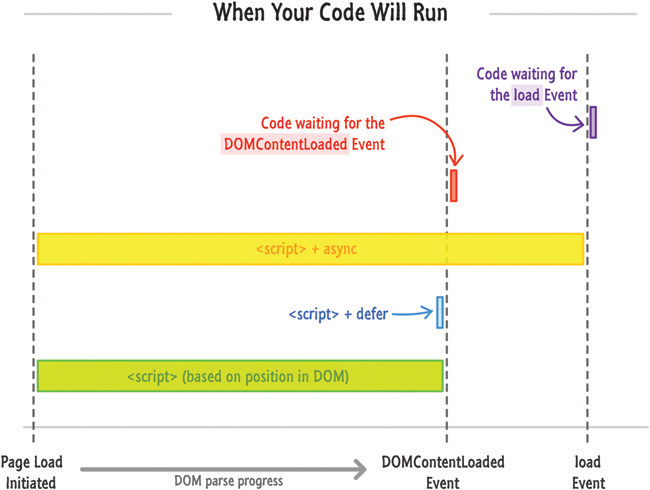 When Your Code Will Run
Code waiting for
the load Event
Code waiting for the
DOMContentLoaded Event
<script> + async
<script> + defer
<script> (based on position in DOM)
Page Load
Initiated
DOM parse progress
DOMContentLoaded
Event
load
Event